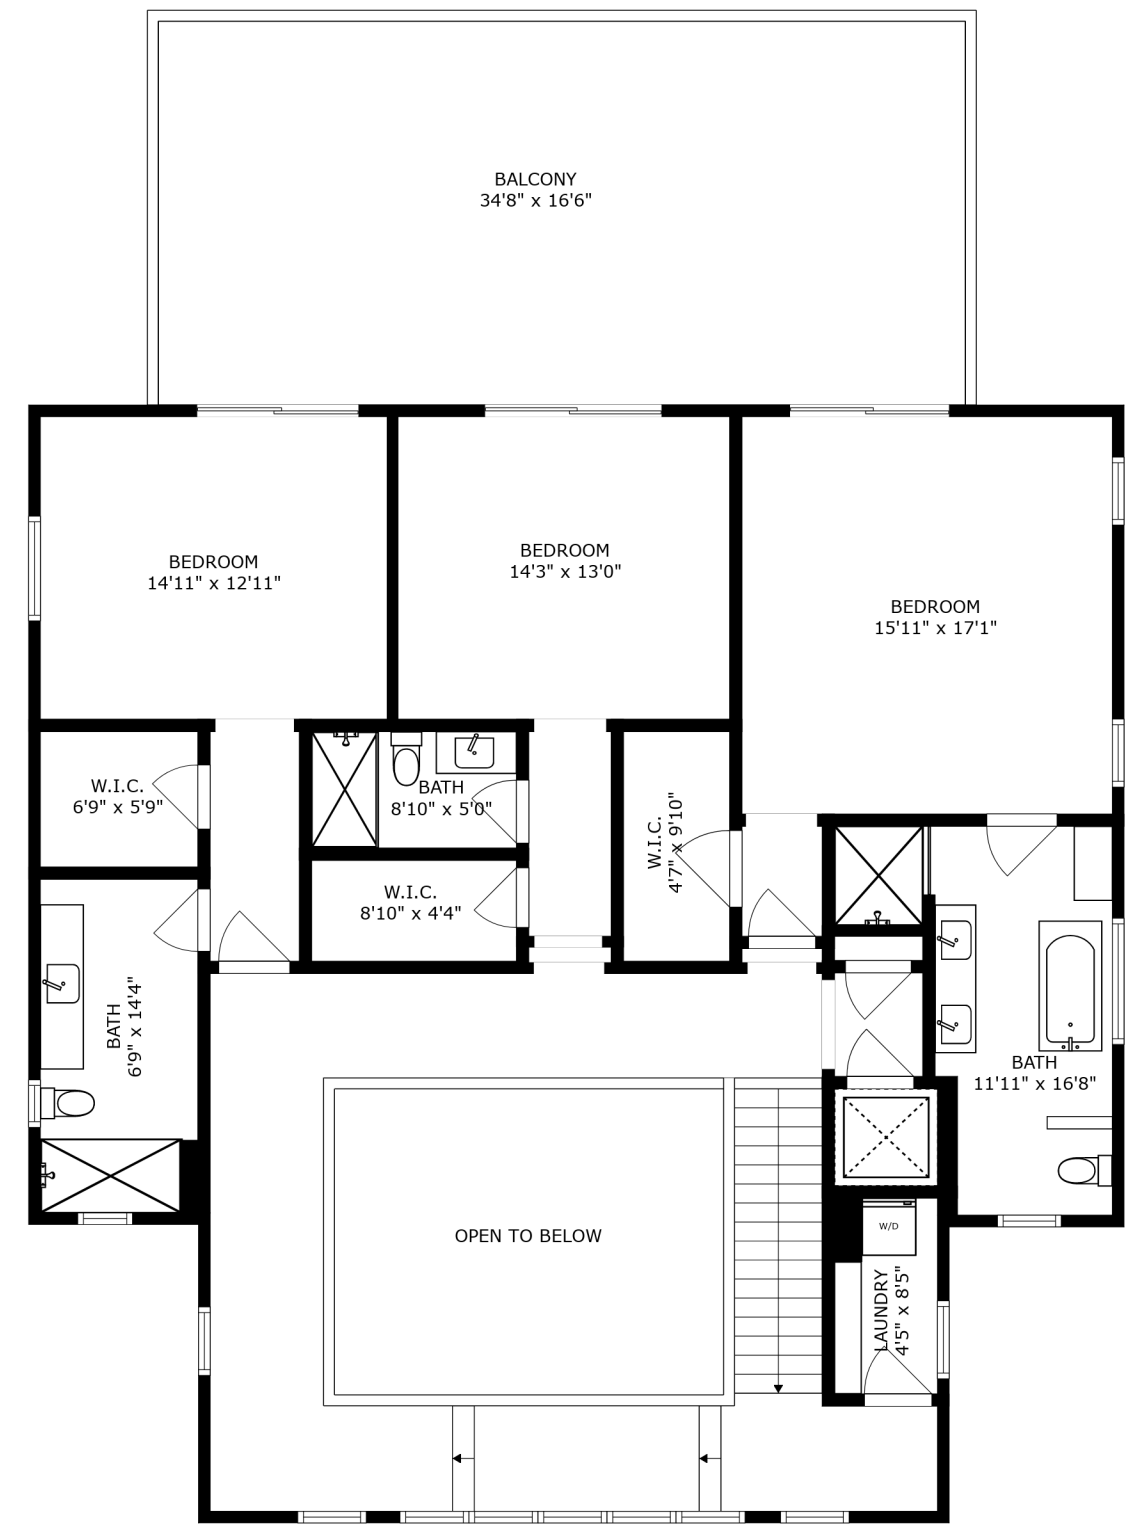 BALCONY
34'8" x 16'6"
BEDROOM
14'11" x 12'11"
BEDROOM
14'3" x 13'0"
BEDROOM
15'11" x 17'1"
W.I.C.
6'9" x 5'9"
BATH
8'10" x 5'0"
W.I.C.
4'7" x 9'10"
W.I.C.
8'10" x 4'4"
BATH
6'9" x 14'4"
BATH
11'11" x 16'8"
OPEN TO BELOW
W/D
LAUNDRY
4'5" x 8'5"